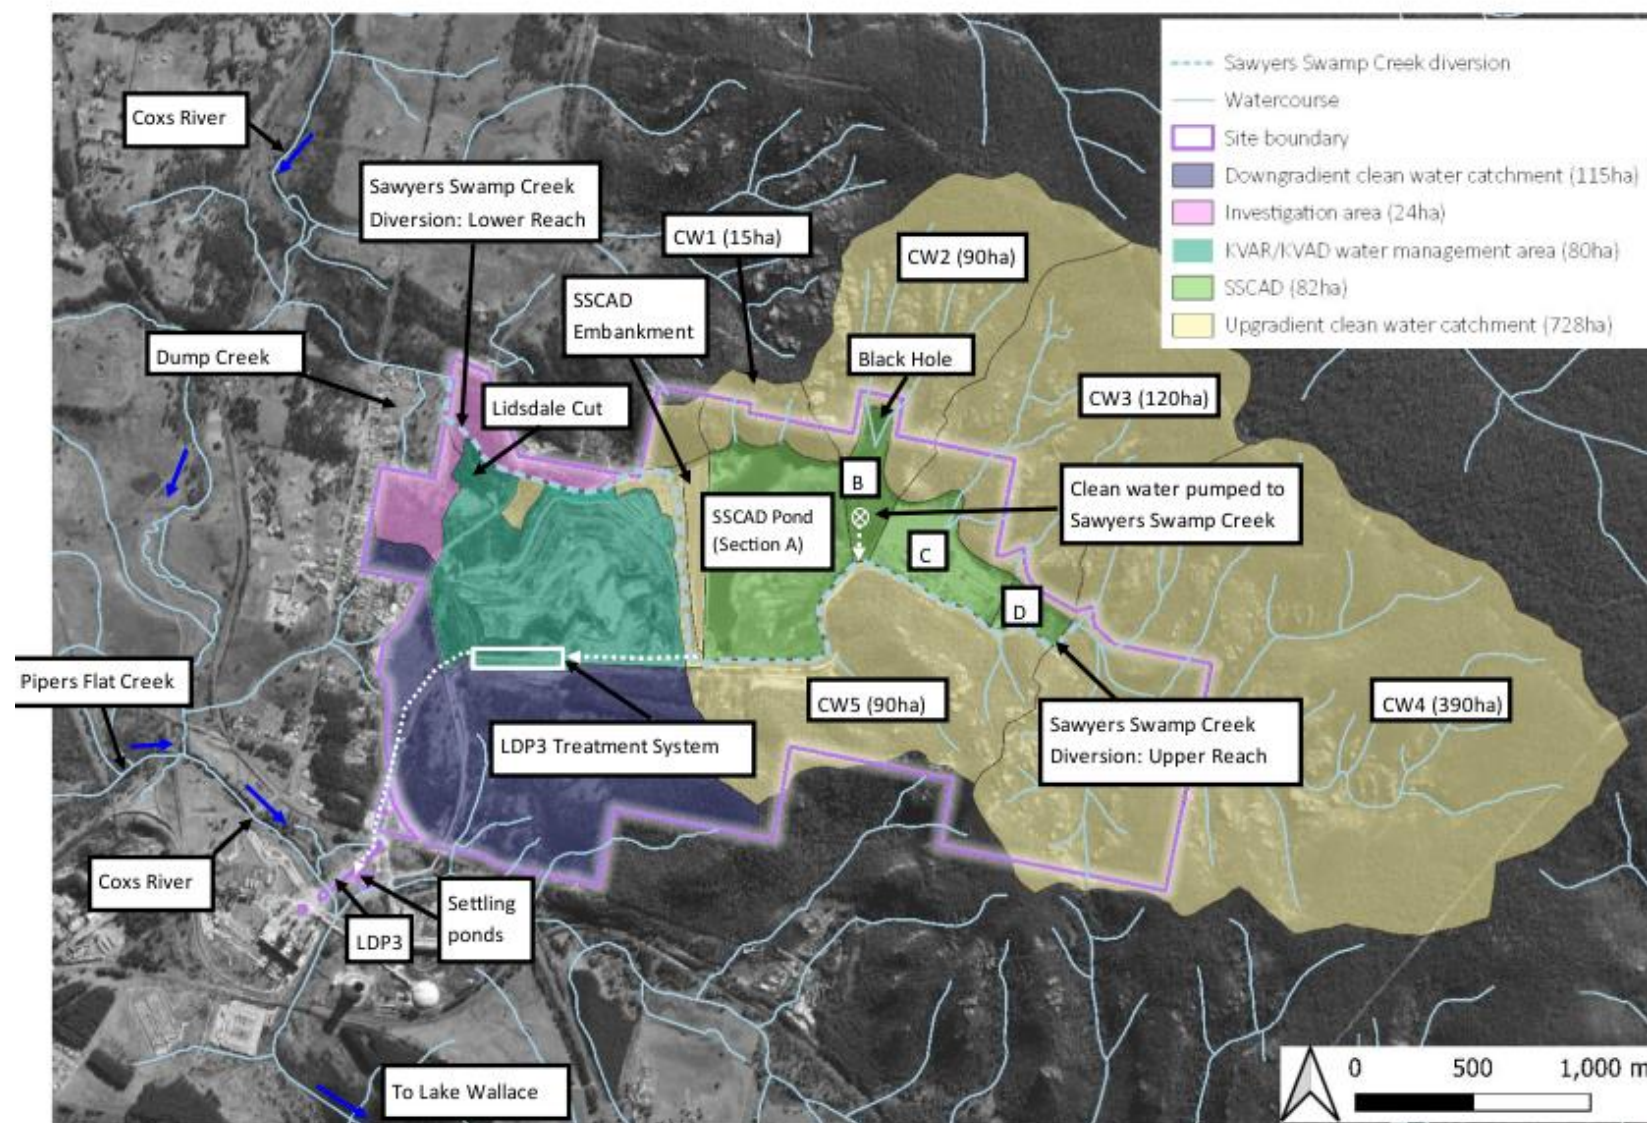 Sawyers Swamp Creek diversion
Watercourse
Site boundary
Downgradient clean water catchment (115ha)
Investigation area (24ha)
KVAR/KVAD water management area (80ha)
SSCAD (82ha)
Upgradient clean water catchment (728ha)
Coxs River
Sawyers Swamp Creek
Diversion: Lower Reach
CW1 (15ha)
CW2 (90ha)
SSCAD
Embankment
Dump Creek
Black Hole
CW3 (120ha)
Lidsdale Cut
B
Clean water pumped to
Sawyers Swamp Creek
SSCAD Pond
(Section A)
C
D
Pipers Flat Creek
CW5 (90ha)
CW4 (390ha)
LDP3 Treatment System
Sawyers Swamp Creek
Diversion: Upper Reach
Coxs River
Settling
ponds
LDP3
To Lake Wallace
0 500 1,000 m